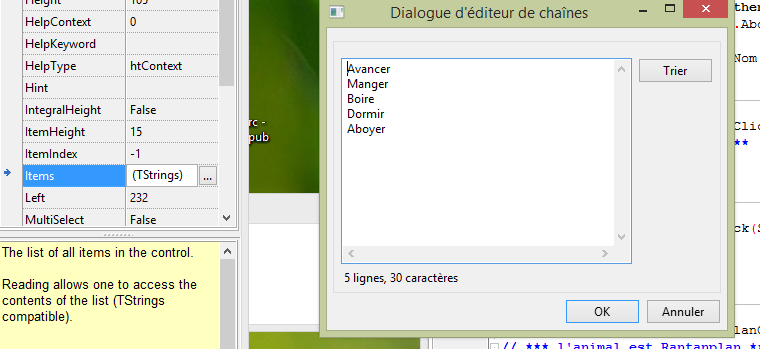 Height 105
HelpContext 0
HelpKeyword
HelpType htContext
Hint
IntegralHeight False
ItemHeight 15
ItemIndex -1
Items (TStrings) ...
Left 232
MultiSelect False
The list of all items in the control.
Reading allows one to access the
contents of the list (TStrings
compatible).
rc -
pub
Dialogue d'éditeur de chaînes
Avancer
Manger
Boire
Dormir
Aboyer
Trier
5 lignes, 30 caractères
OK Annuler
.Abo
Nom
Clic
**
ck(S
lanC
// *** l'animal est Rantanplan *